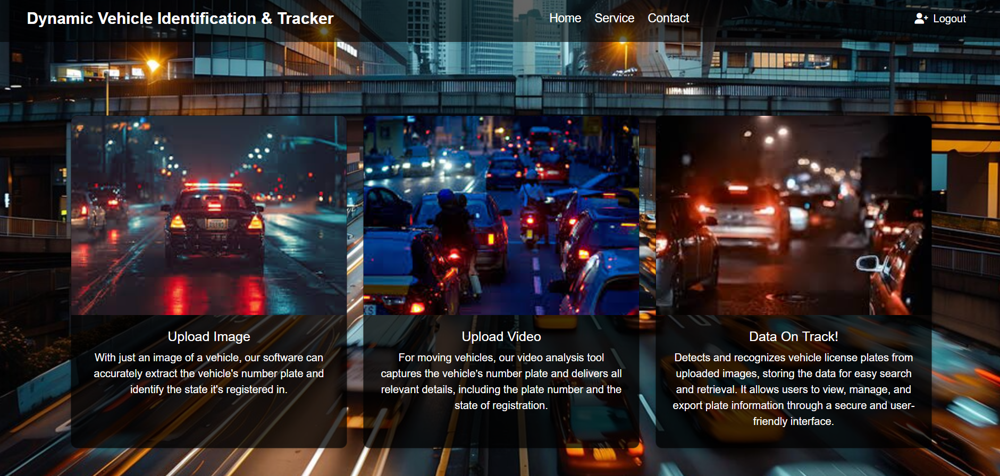 Dynamic Vehicle Identification & Tracker
Home
Service
Contact
Logout
Upload Image
With just an image of a vehicle, our software can
accurately extract the vehicle's number plate and
identify the state it's registered in.
Upload Video
For moving vehicles, our video analysis tool
captures the vehicle’s number plate and delivers all
relevant details, including the plate number and the
state of registration.
Data On Track!
Detects and recognizes vehicle license plates from
uploaded images, storing the data for easy search
and retrieval. It allows users to view, manage, and
export plate information through a secure and user-
friendly interface.